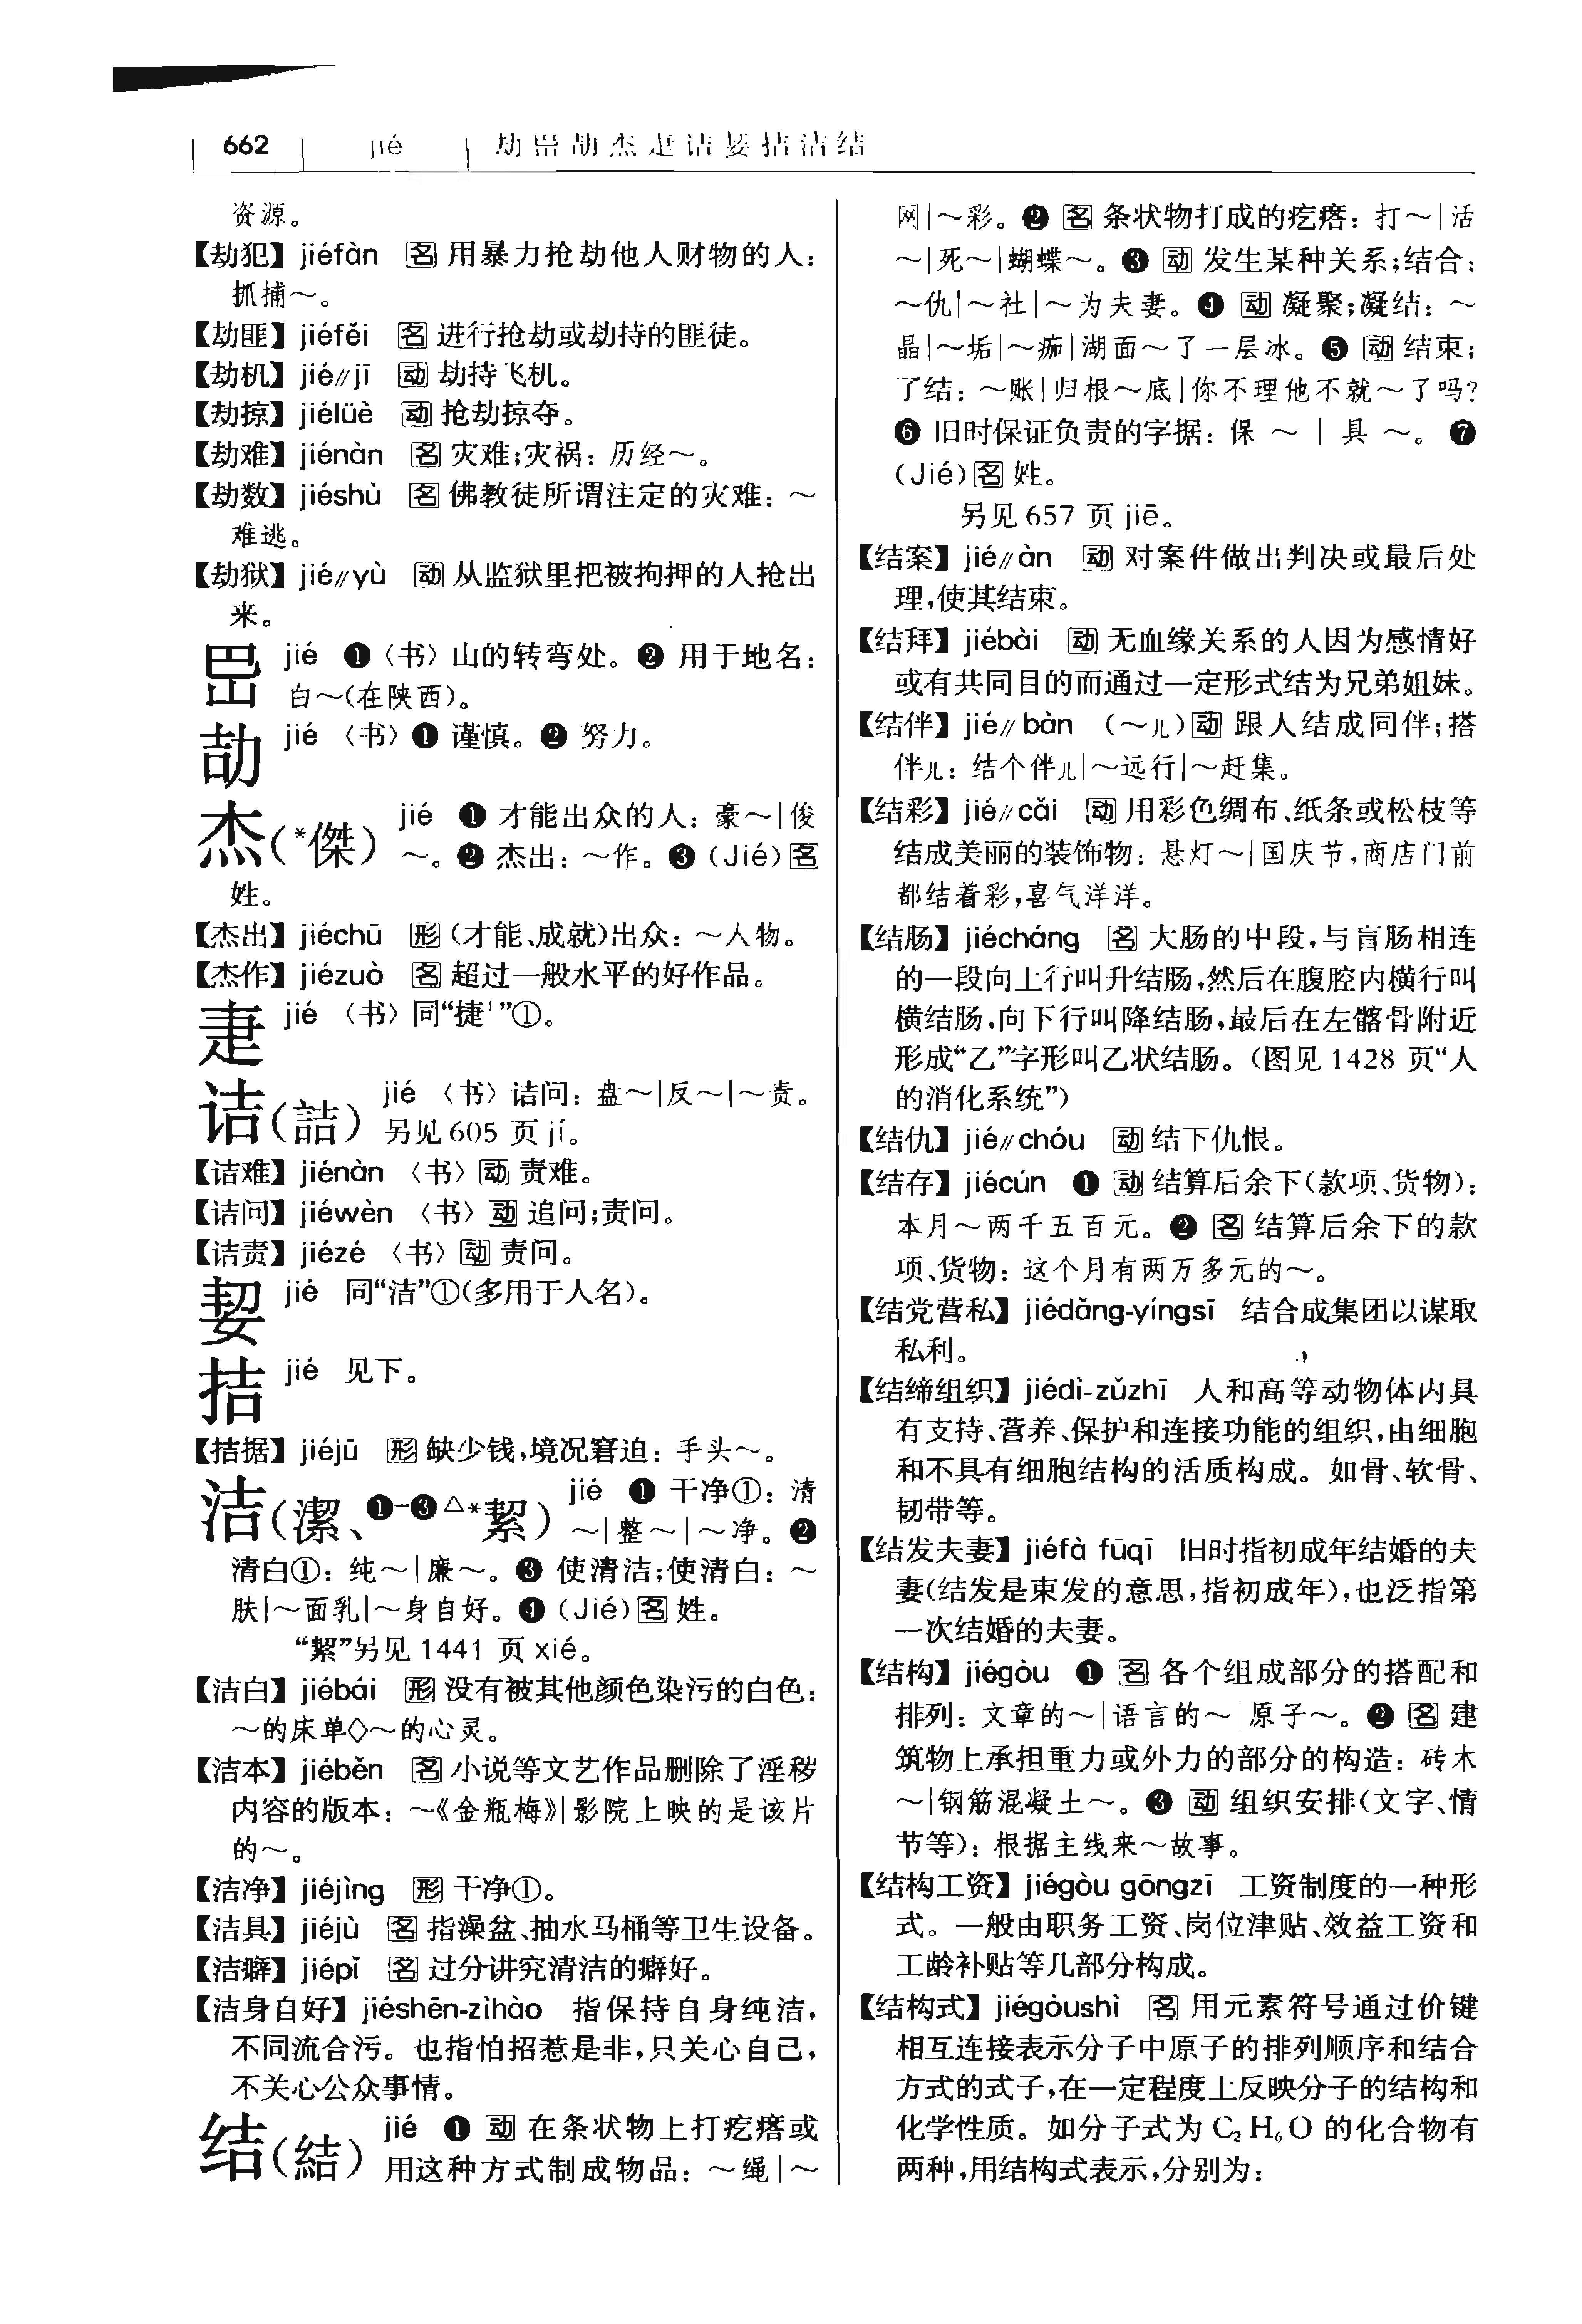 662 jié 劫岊劼杰疌诘媐拮洁结
资源。
【劫犯】jiéfàn 名 用暴力抢劫他人财物的人：
抓捕～。
【劫匪】jiéfěi 名 进行抢劫或劫持的匪徒。
【劫机】jié//jī 动 劫持飞机。
【劫掠】jiélüè 动 抢劫掠夺。
【劫难】jiénàn 名 灾难;灾祸：历经～。
【劫数】jiéshù 名 佛教徒所谓注定的灾难：～
难逃。
【劫狱】jié//yù 动 从监狱里把被拘押的人抢出
来。
岊 jié ❶〈书〉山的转弯处。❷ 用于地名：
白～(在陕西)。
劼 jié 〈书〉❶ 谨慎。❷ 努力。
杰(*傑) jié ❶ 才能出众的人：豪～|俊
～。❷ 杰出：～作。❸ (Jié)名
姓。
【杰出】jiéchū 形 (才能、成就)出众：～人物。
【杰作】jiézuò 名 超过一般水平的好作品。
疌 jié 〈书〉同“捷¹”①。
诘(詰) jié 〈书〉诘问：盘～|反～|～责。
另见 605 页 jí。
【诘难】jiénàn 〈书〉动 责难。
【诘问】jiéwèn 〈书〉动 追问;责问。
【诘责】jiézé 〈书〉动 责问。
jié 同“洁”①(多用于人名)。
拮 jié 见下。
【拮据】jiéjū 形 缺少钱,境况窘迫：手头～。
洁(潔、❶-❸△*絜) jié ❶ 干净①：清
～|整～|～净。❷
清白①：纯～|廉～。❸ 使清洁;使清白：～
肤|～面乳|～身自好。❹ (Jié)名 姓。
“絜”另见 1441 页 xié。
【洁白】jiébái 形 没有被其他颜色染污的白色：
～的床单◇～的心灵。
【洁本】jiéběn 名 小说等文艺作品删除了淫秽
内容的版本：～《金瓶梅》|影院上映的是该片
的～。
【洁净】jiéjìng 形 干净①。
【洁具】jiéjù 名 指澡盆、抽水马桶等卫生设备。
【洁癖】jiépǐ 名 过分讲究清洁的癖好。
【洁身自好】jiéshēn-zìhào 指保持自身纯洁,
不同流合污。也指怕招惹是非,只关心自己,
不关心公众事情。
结(結) jié ❶ 动 在条状物上打疙瘩或
用这种方式制成物品：～绳|～
网|～彩。❷ 名 条状物打成的疙瘩：打～|活
～|死～|蝴蝶～。❸ 动 发生某种关系;结合：
～仇|～社|～为夫妻。❹ 动 凝聚;凝结：～
晶|～垢|～痂|湖面～了一层冰。❺ 动 结束;
了结：～账|归根～底|你不理他不就～了吗?
❻ 旧时保证负责的字据：保～|具～。❼
(Jié)名 姓。
另见 657 页 jiē。
【结案】jié//àn 动 对案件做出判决或最后处
理,使其结束。
【结拜】jiébài 动 无血缘关系的人因为感情好
或有共同目的而通过一定形式结为兄弟姐妹。
【结伴】jié//bàn (～儿)动 跟人结成同伴;搭
伴儿：结个伴儿|～远行|～赶集。
【结彩】jié//cǎi 动 用彩色绸布、纸条或松枝等
结成美丽的装饰物：悬灯～|国庆节,商店门前
都结着彩,喜气洋洋。
【结肠】jiécháng 名 大肠的中段,与盲肠相连
的一段向上行叫升结肠,然后在腹腔内横行叫
横结肠,向下行叫降结肠,最后在左髂骨附近
形成“乙”字形叫乙状结肠。(图见 1428 页“人
的消化系统”)
【结仇】jié//chóu 动 结下仇恨。
【结存】jiécún ❶ 动 结算后余下(款项、货物)：
本月～两千五百元。❷ 名 结算后余下的款
项、货物：这个月有两万多元的～。
【结党营私】jiédǎng-yíngsī 结合成集团以谋取
私利。
【结缔组织】jiédì-zǔzhī 人和高等动物体内具
有支持、营养、保护和连接功能的组织,由细胞
和不具有细胞结构的活质构成。如骨、软骨、
韧带等。
【结发夫妻】jiéfà fūqī 旧时指初成年结婚的夫
妻(结发是束发的意思,指初成年),也泛指第
一次结婚的夫妻。
【结构】jiégòu ❶ 名 各个组成部分的搭配和
排列：文章的～|语言的～|原子～。❷ 名 建
筑物上承担重力或外力的部分的构造：砖木
～|钢筋混凝土～。❸ 动 组织安排(文字、情
节等)：根据主线来～故事。
【结构工资】jiégòu gōngzī 工资制度的一种形
式。一般由职务工资、岗位津贴、效益工资和
工龄补贴等几部分构成。
【结构式】jiégòushì 名 用元素符号通过价键
相互连接表示分子中原子的排列顺序和结合
方式的式子,在一定程度上反映分子的结构和
化学性质。如分子式为 C₂H₆O 的化合物有
两种,用结构式表示,分别为：